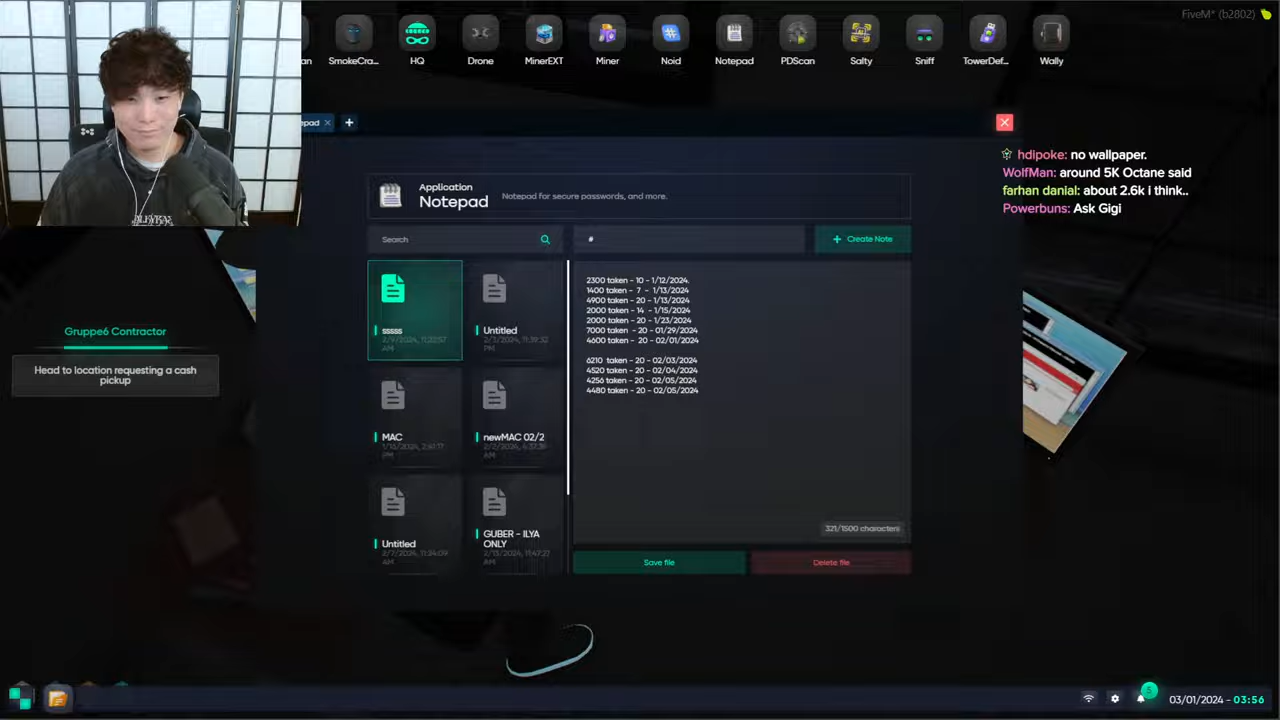 FiveM* (b2802)
SmokeCra...
HQ
Drone
MinerEXT
Miner
Noid
Notepad
PDScan
Salty
Sniff
TowerDef...
Wally
+
hdipoke: no wallpaper.
WolfMan: around 5K Octane said
farhan danial: about 2.6k i think..
Powerbuns: Ask Gigi
Application
Notepad
Notepad for secure passwords, and more.
Search
#
+ Create Note
sssss
Untitled
MAC
newMAC 02/2
Untitled
GUBER - ILYA
ONLY
2300 taken - 10 - 1/12/2024.
1400 taken - 7 - 1/13/2024
4900 taken - 20 - 1/13/2024
2000 taken - 14 - 1/15/2024
2000 taken - 20 - 1/23/2024
7000 taken - 20 - 01/29/2024
4600 taken - 20 - 02/01/2024
6210 taken - 20 - 02/03/2024
4520 taken - 20 - 02/04/2024
4256 taken - 20 - 02/05/2024
4480 taken - 20 - 02/05/2024
321/1500 characters
Save file
Delete file
Gruppe6 Contractor
Head to location requesting a cash
pickup
5
03/01/2024 - 03:56